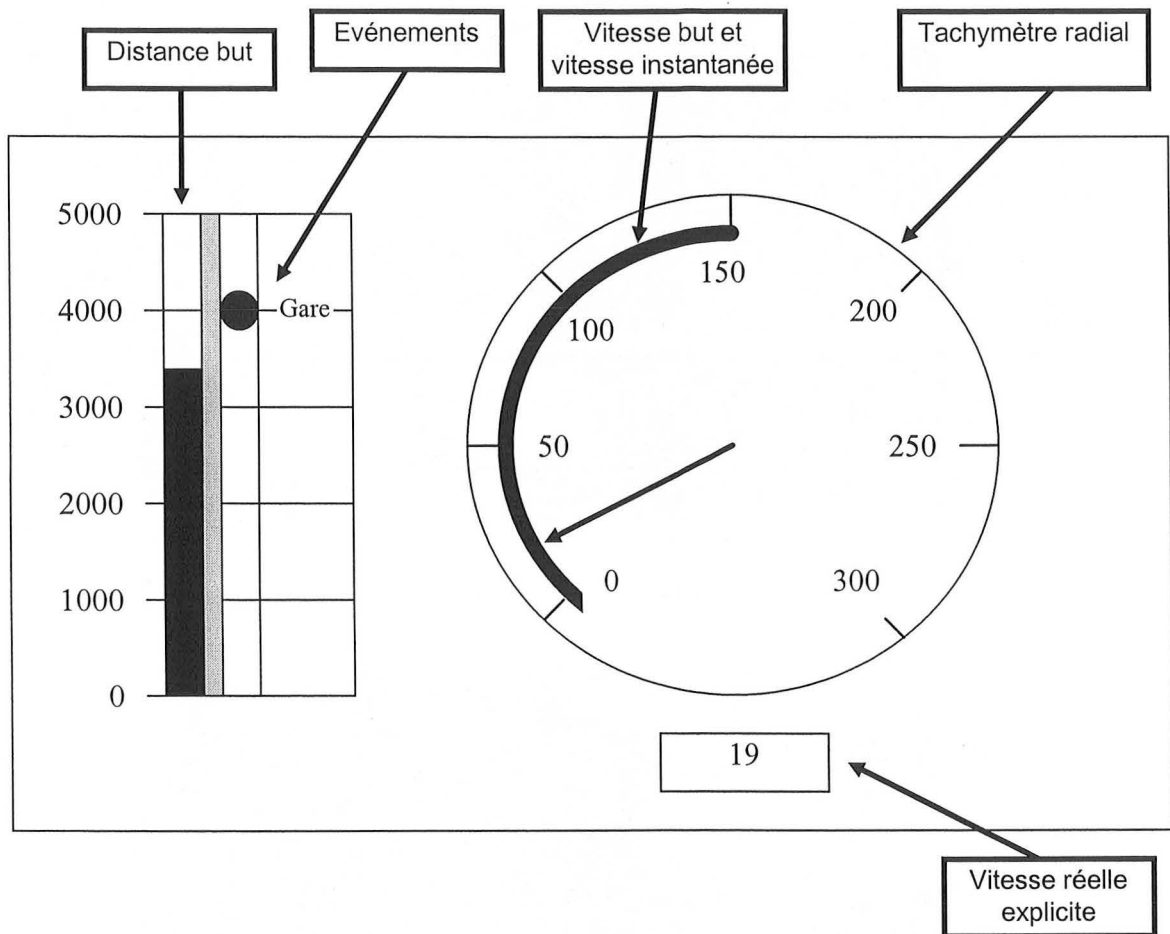 Distance but
Evénements
Vitesse but et
vitesse instantanée
Tachymètre radial
5000
4000
3000
2000
1000
0
Gare
0
50
100
150
200
250
300
19
Vitesse réelle
explicite